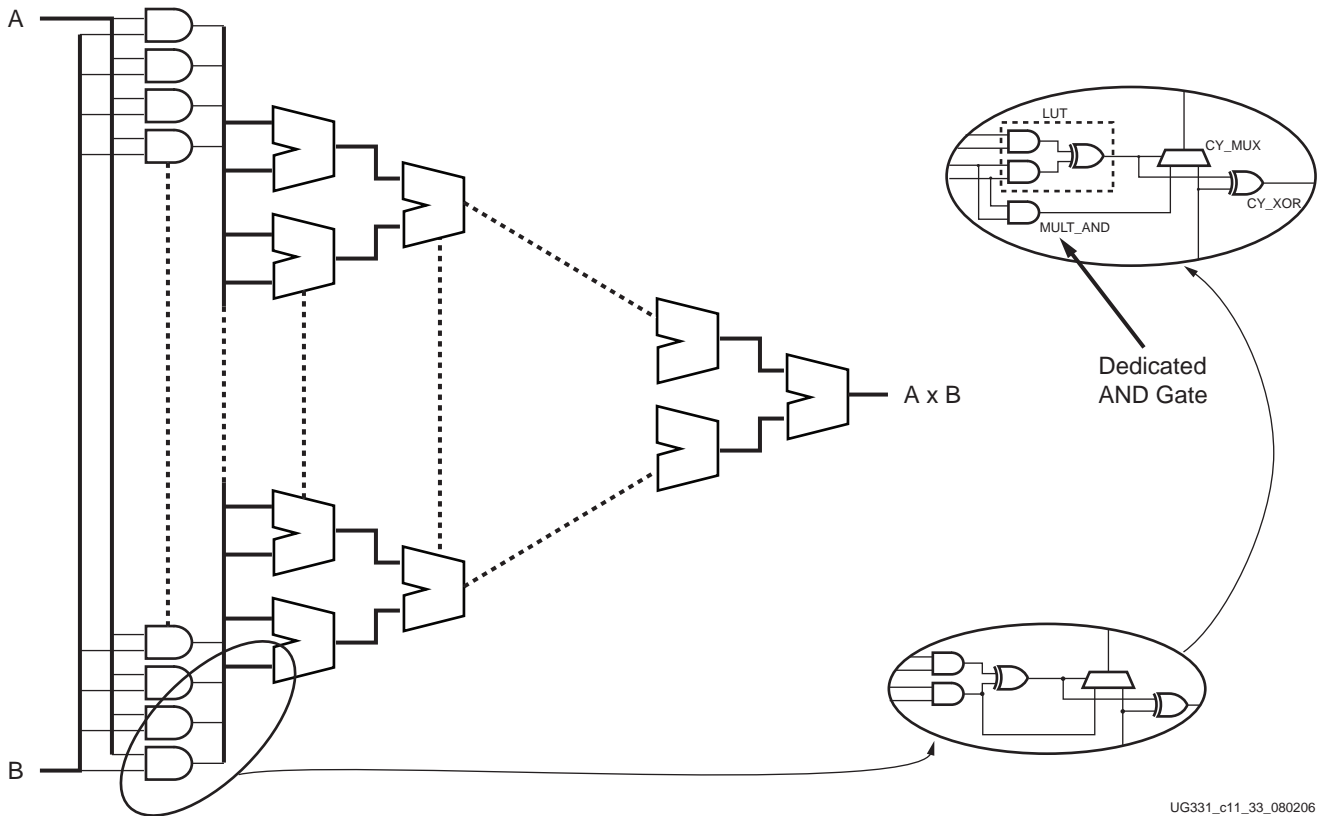 A
LUT
CY_MUX
CY_XOR
MULT_AND
Dedicated
AND Gate
A x B
B
UG331_c11_33_080206